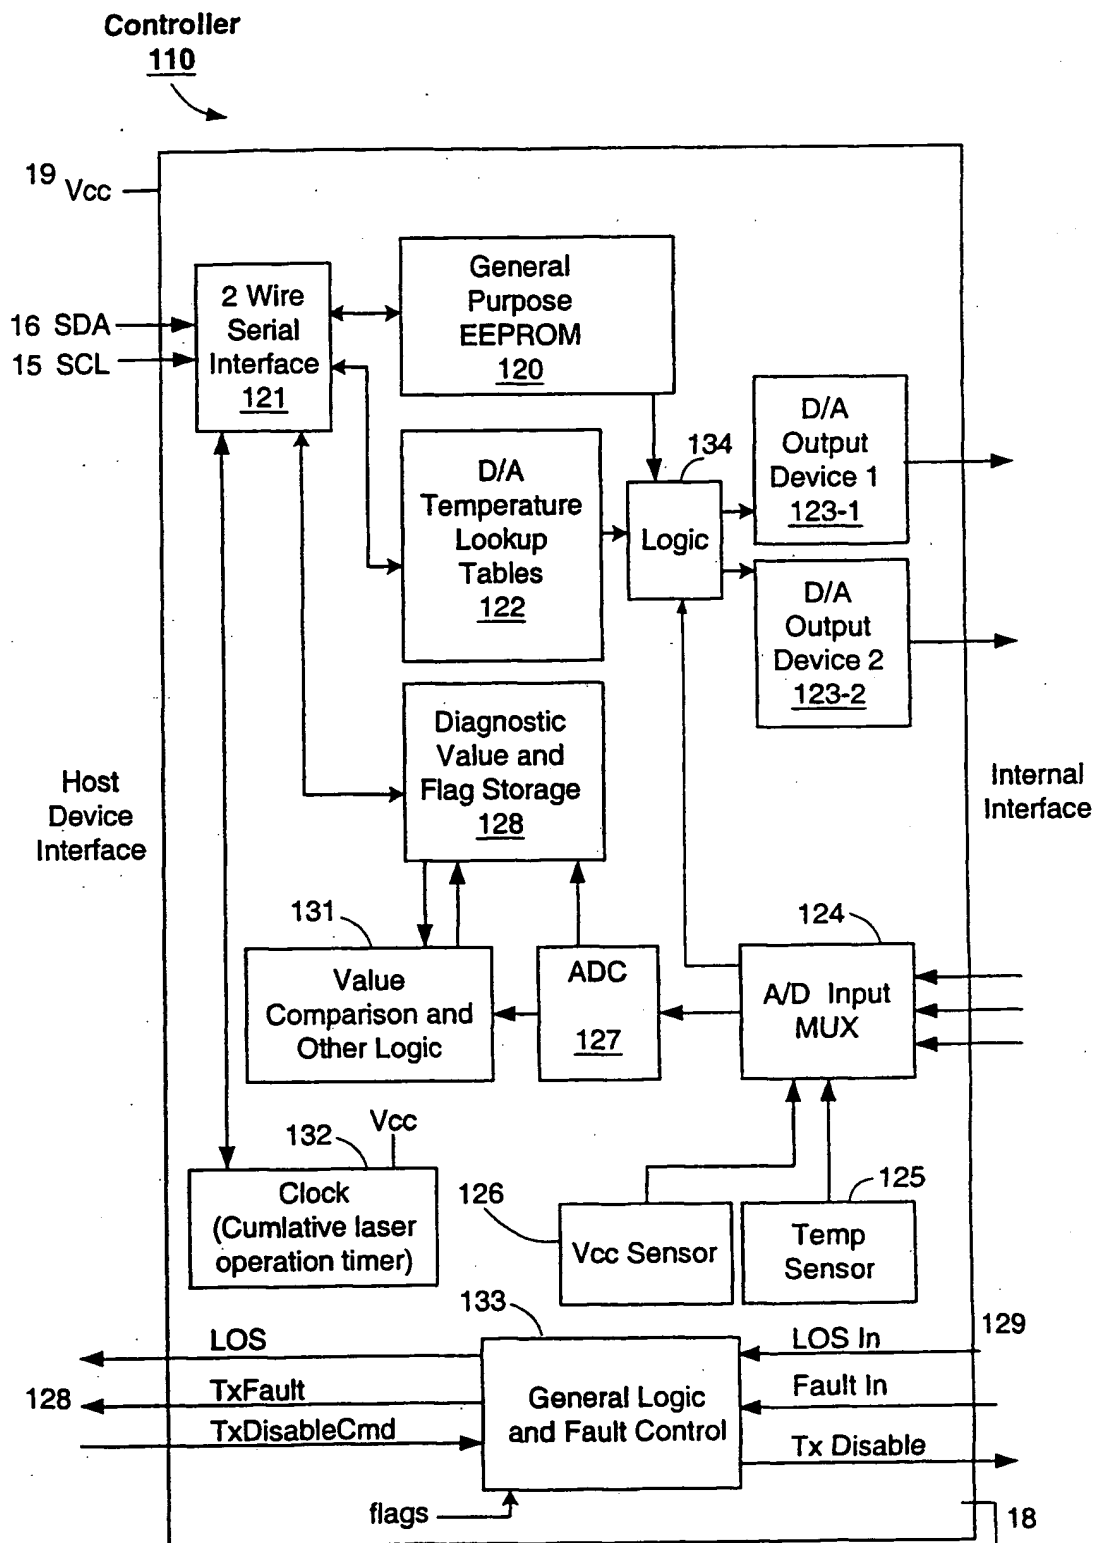 Controller
110
19 Vcc
2 Wire
Serial
Interface
121
16 SDA
15 SCL
General
Purpose
EEPROM
120
D/A
Temperature
Lookup
Tables
122
134
Logic
D/A
Output
Device 1
123-1
D/A
Output
Device 2
123-2
Diagnostic
Value and
Flag Storage
128
Host
Device
Interface
Internal
Interface
131
Value
Comparison and
Other Logic
ADC
127
124
A/D Input
MUX
132
Vcc
Clock
(Cumlative laser
operation timer)
126
Vcc Sensor
125
Temp
Sensor
133
General Logic
and Fault Control
LOS
128
TxFault
TxDisableCmd
flags
LOS In
129
Fault In
Tx Disable
18